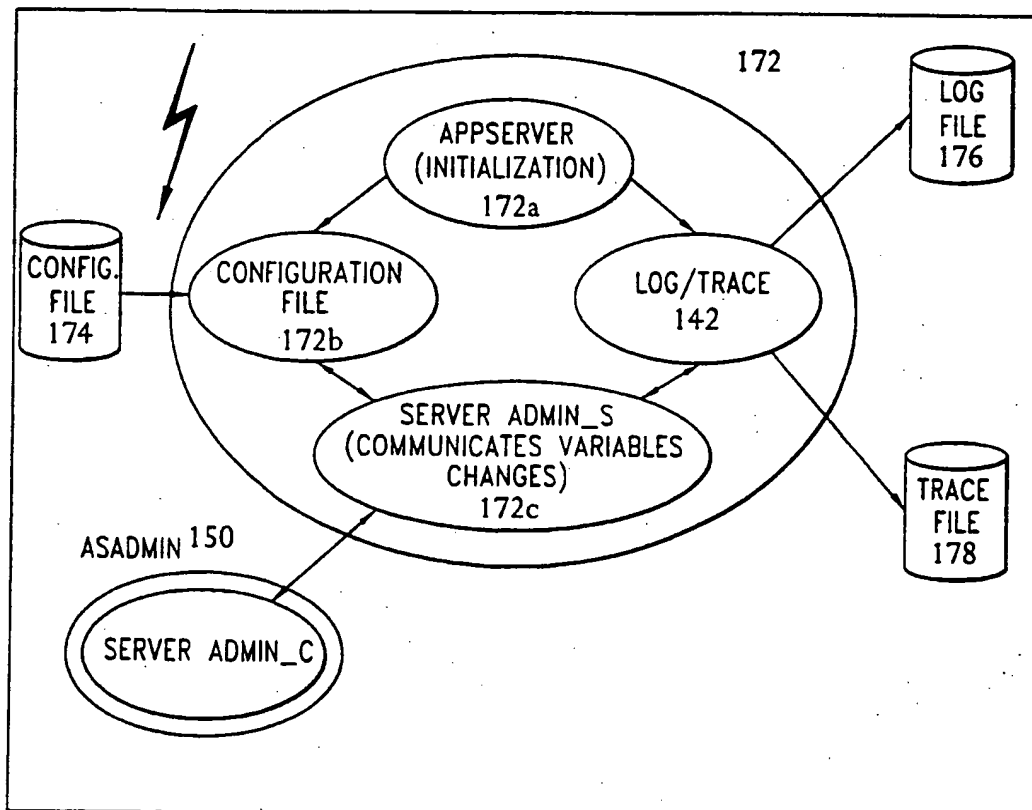 172
LOG
FILE
176
APPSERVER
(INITIALIZATION)
172a
CONFIG.
FILE
174
CONFIGURATION
FILE
172b
LOG/TRACE
142
SERVER ADMIN_S
(COMMUNICATES VARIABLES
CHANGES)
172c
TRACE
FILE
178
ASADMIN 150
SERVER ADMIN_C